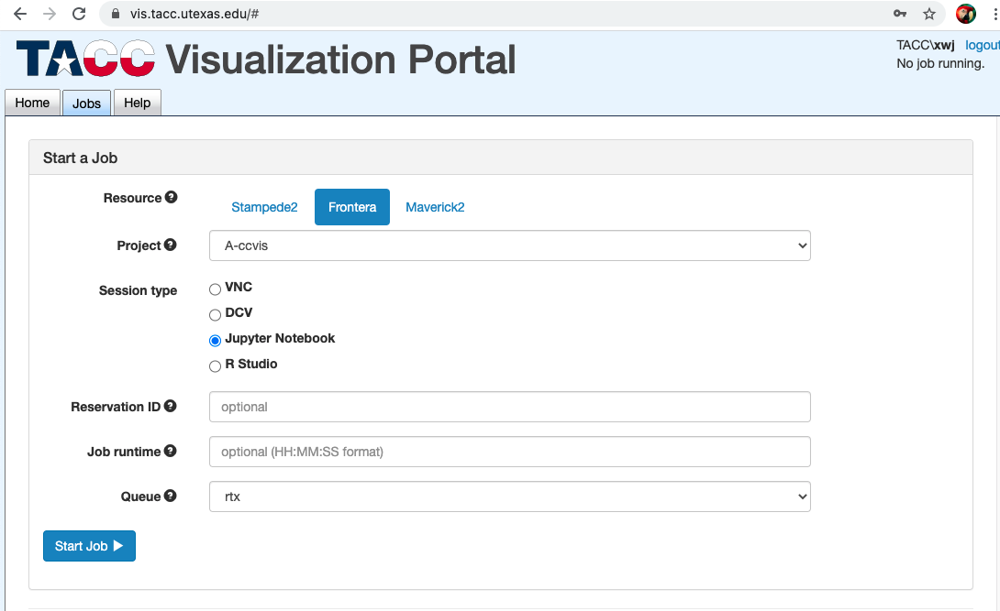 vis.tacc.utexas.edu/#
TACC Visualization Portal
TACC\xwj logout
No job running.
Home Jobs Help
Start a Job
Resource ?
Stampede2 Frontera Maverick2
Project ? A-ccvis
Session type
VNC
DCV
Jupyter Notebook
R Studio
Reservation ID ? optional
Job runtime ? optional (HH:MM:SS format)
Queue ? rtx
Start Job